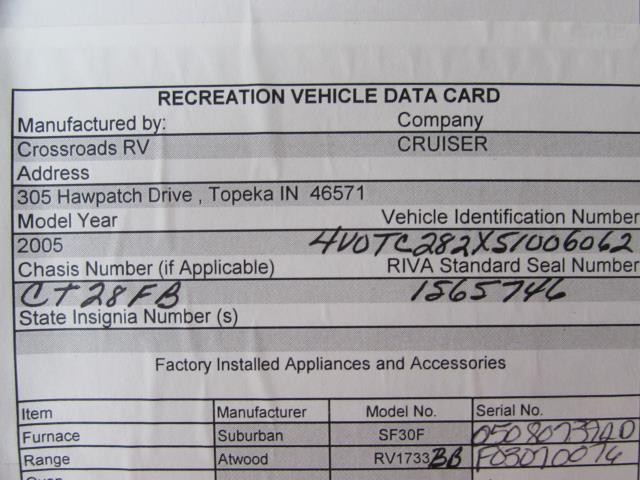 RECREATION VEHICLE DATA CARD
Manufactured by: Company
Crossroads RV CRUISER
Address
305 Hawpatch Drive , Topeka IN 46571
Model Year Vehicle Identification Number
2005 4V0TC282X51006062
Chasis Number (if Applicable) RIVA Standard Seal Number
CT28FB 1565746
State Insignia Number (s)
Factory Installed Appliances and Accessories
Item Manufacturer Model No. Serial No.
Furnace Suburban SF30F
Range Atwood RV1733BB